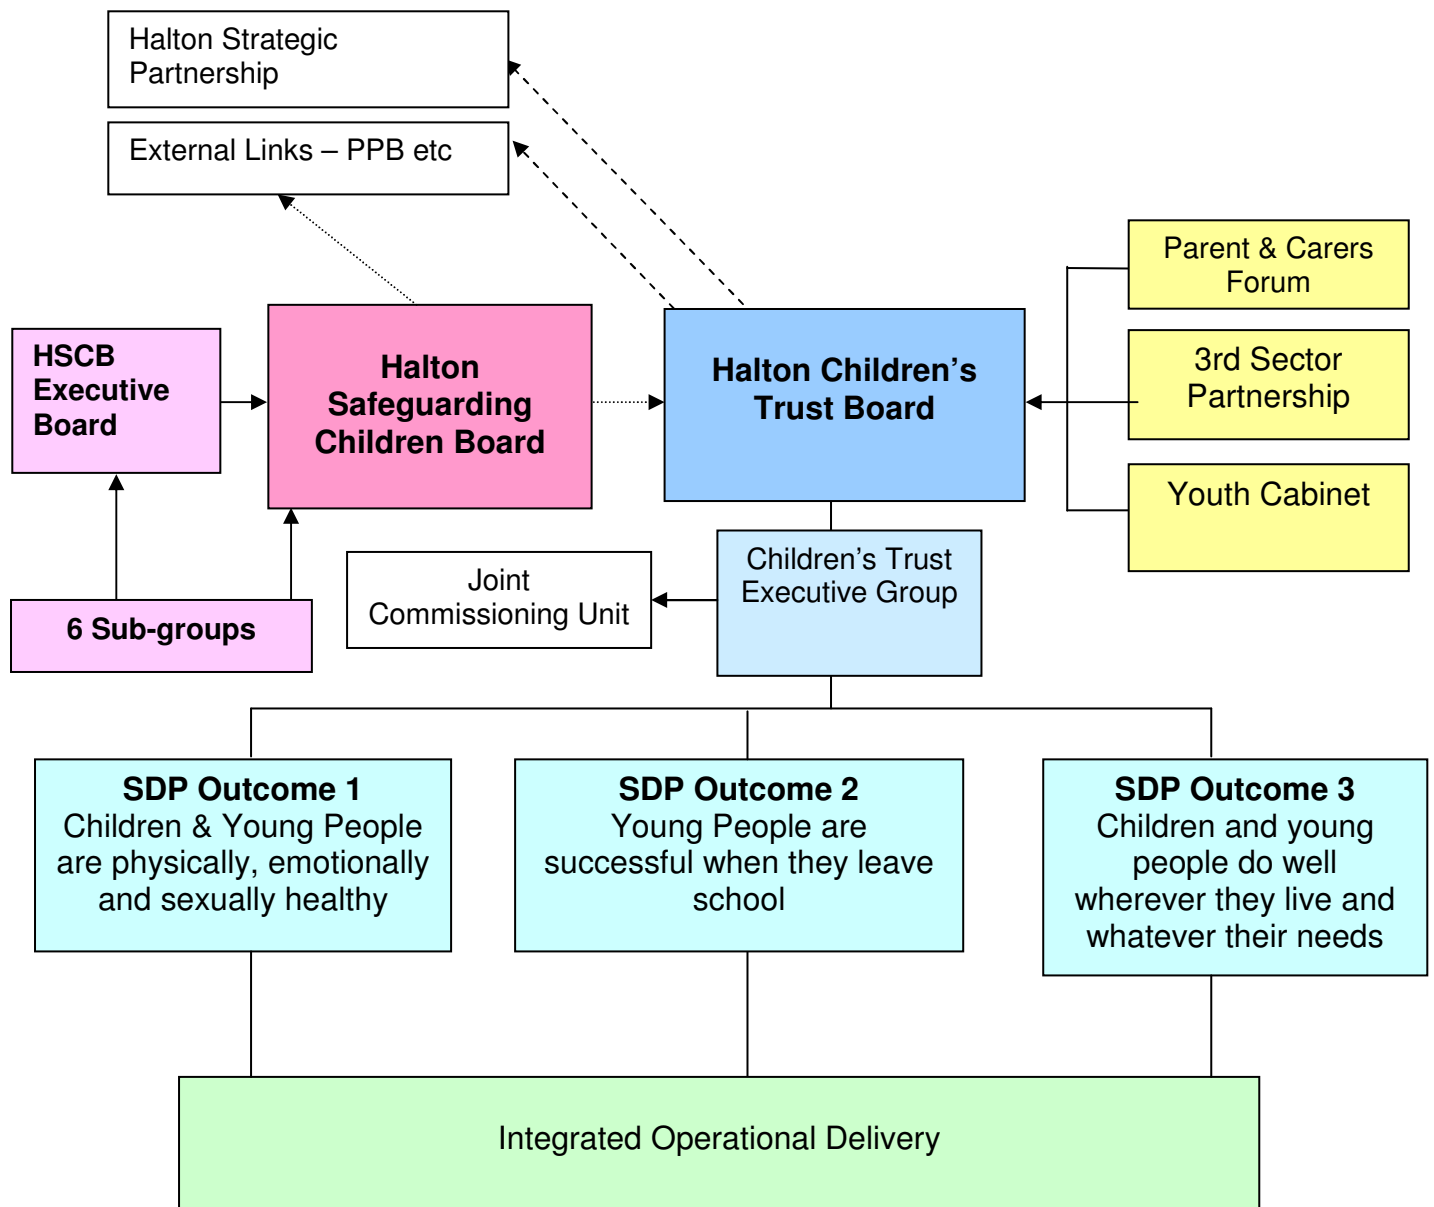 Halton Strategic
Partnership
External Links – PPB etc
Parent & Carers
Forum
HSCB
Executive
Board
Halton
Safeguarding
Children Board
Halton Children’s
Trust Board
3rd Sector
Partnership
Youth Cabinet
Joint
Commissioning Unit
Children’s Trust
Executive Group
6 Sub-groups
SDP Outcome 1
Children & Young People
are physically, emotionally
and sexually healthy
SDP Outcome 2
Young People are
successful when they leave
school
SDP Outcome 3
Children and young
people do well
wherever they live and
whatever their needs
Integrated Operational Delivery